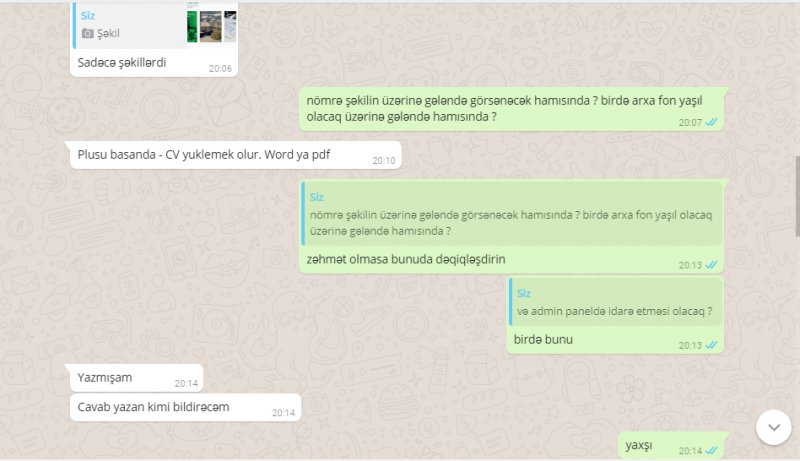 Siz
Şəkil
Sadəcə şəkillərdi
20:06
nömrə şəkilin üzərinə gələndə görsənəcək hamısında ? birdə arxa fon yaşıl
olacaq üzərinə gələndə hamısında ?
20:07
Plusu basanda - CV yuklemek olur. Word ya pdf
20:10
Siz
nömrə şəkilin üzərinə gələndə görsənəcək hamısında ? birdə arxa fon yaşıl olacaq
üzərinə gələndə hamısında ?
zəhmət olmasa bunuda dəqiqləşdirin
20:13
Siz
və admin paneldə idarə etməsi olacaq ?
birdə bunu
20:13
Yazmışam
20:14
Cavab yazan kimi bildirəcəm
20:14
yaxşı
20:14